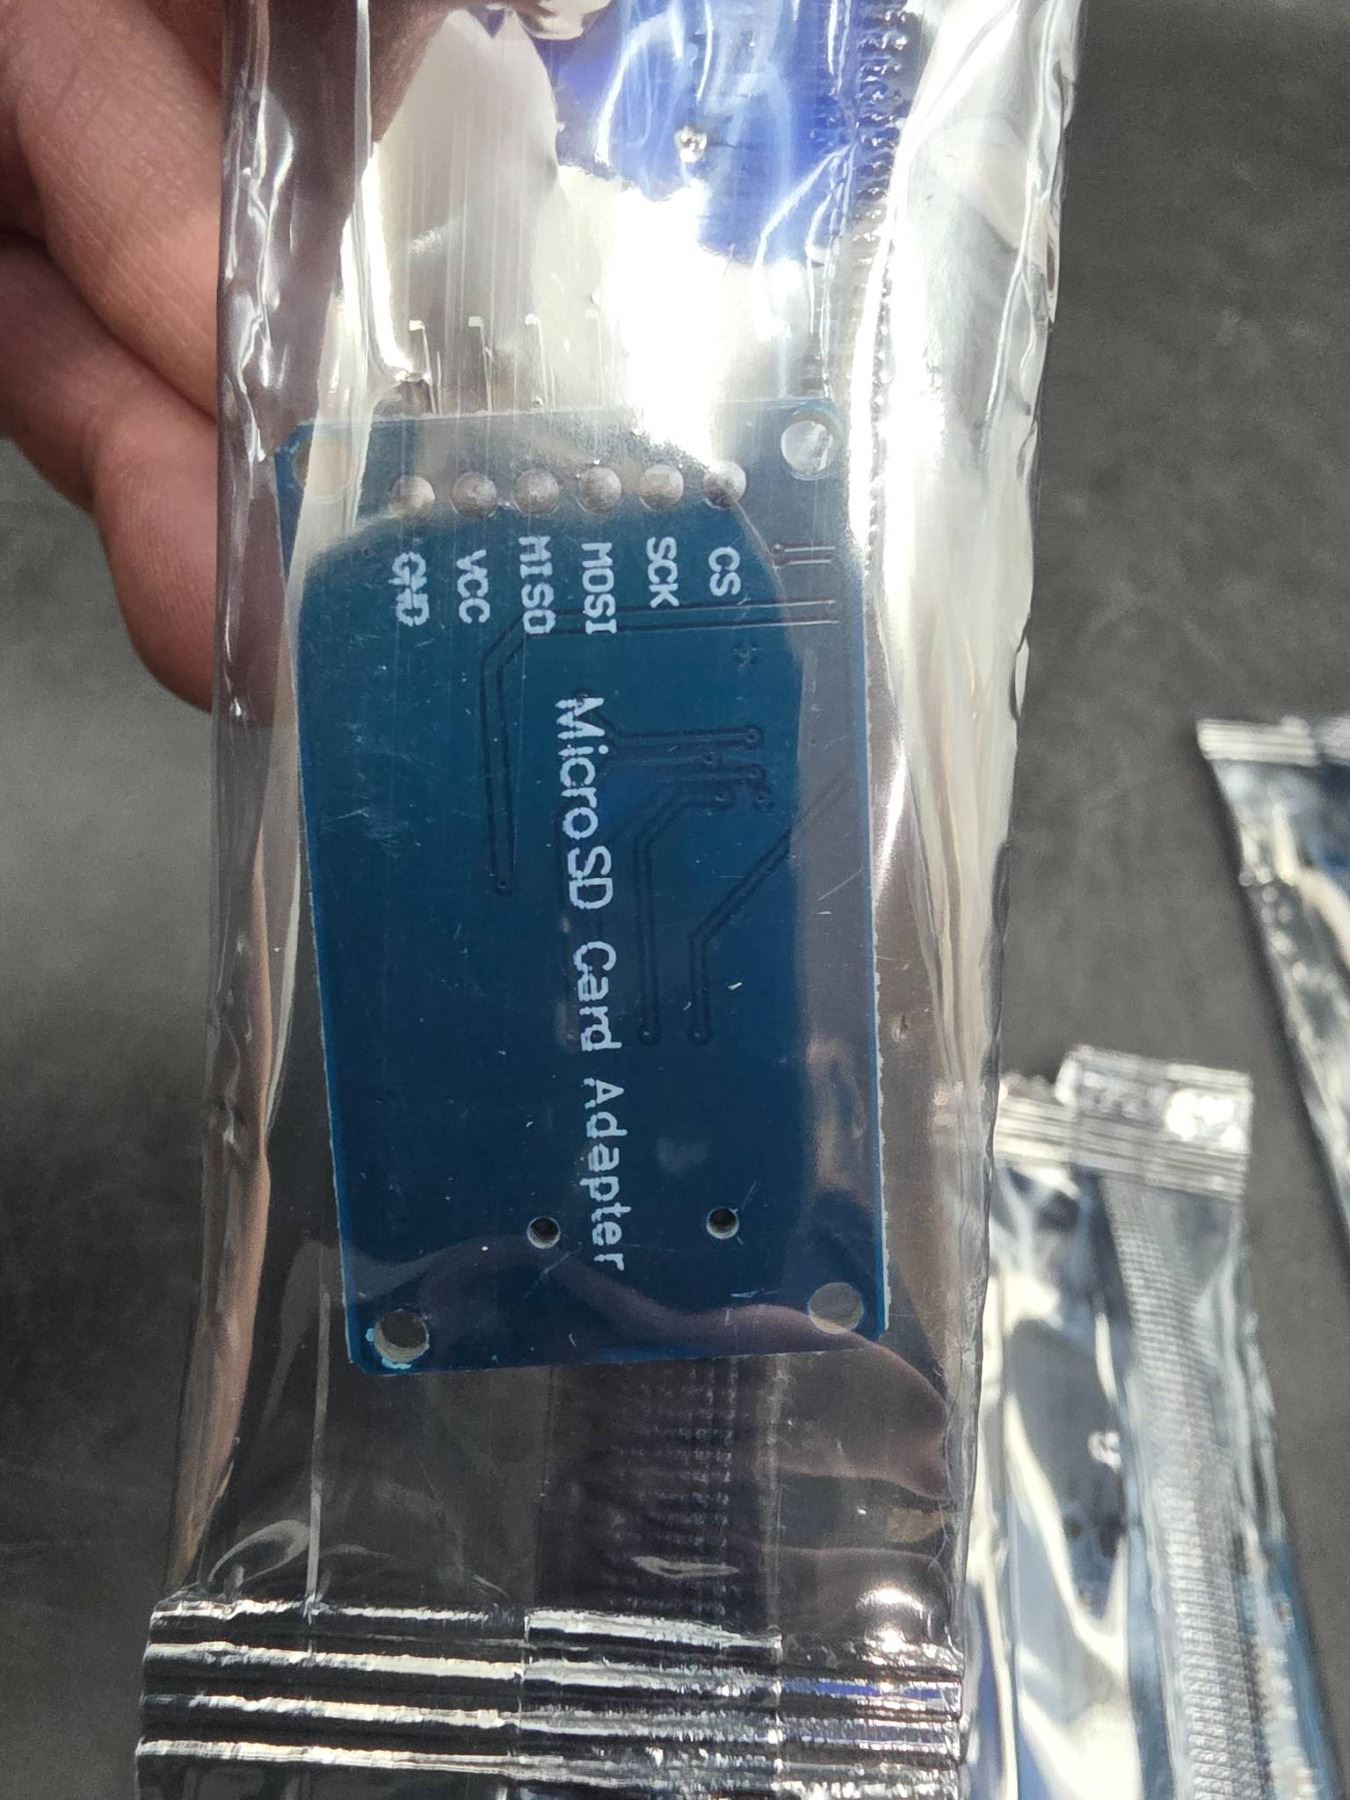 GND
VCC
MISO
MOSI
SCK
CS
MicroSD Card Adapter